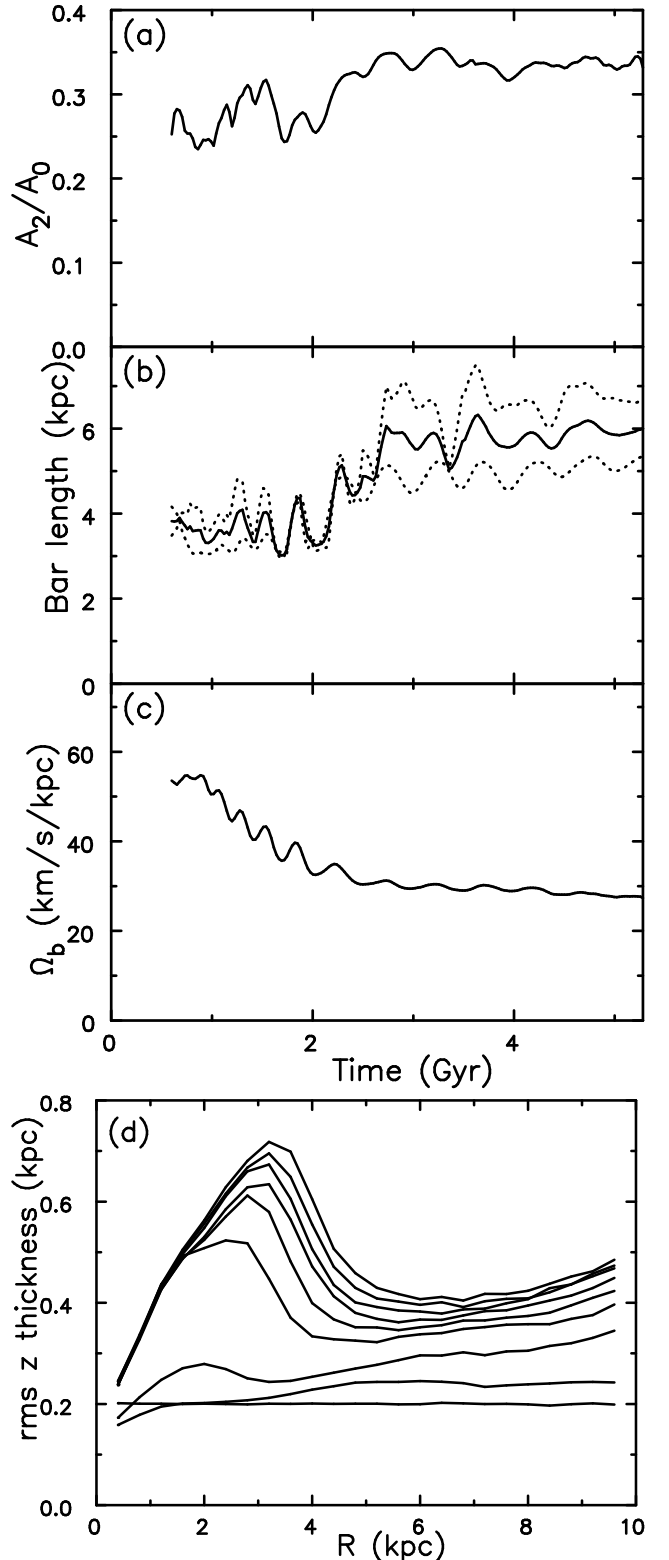 (a)
0.4
0.3
0.2
0.1
0.0
A2/A0
(b)
6
4
2
0
Bar length (kpc)
(c)
60
40
20
0
Ωb (km/s/kpc)
0 2 4
Time (Gyr)
(d)
0.8
0.6
0.4
0.2
0.0
rms z thickness (kpc)
0 2 4 6 8 10
R (kpc)